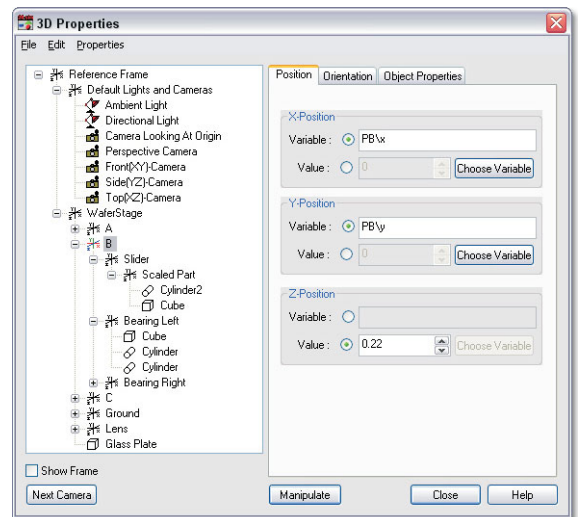 3D Properties
File Edit Properties
Reference Frame
Default Lights and Cameras
Ambient Light
Directional Light
Camera Looking At Origin
Perspective Camera
Front(XY)-Camera
Side(YZ)-Camera
Top(XZ)-Camera
WaferStage
A
B
Slider
Scaled Part
Cylinder2
Cube
Bearing Left
Cube
Cylinder
Cylinder
Bearing Right
C
Ground
Lens
Glass Plate
Show Frame
Next Camera
Position Orientation Object Properties
X-Position
Variable : PB\x
Value : 0 Choose Variable
Y-Position
Variable : PB\y
Value : 0 Choose Variable
Z-Position
Variable :
Value : 0.22 Choose Variable
Manipulate Close Help